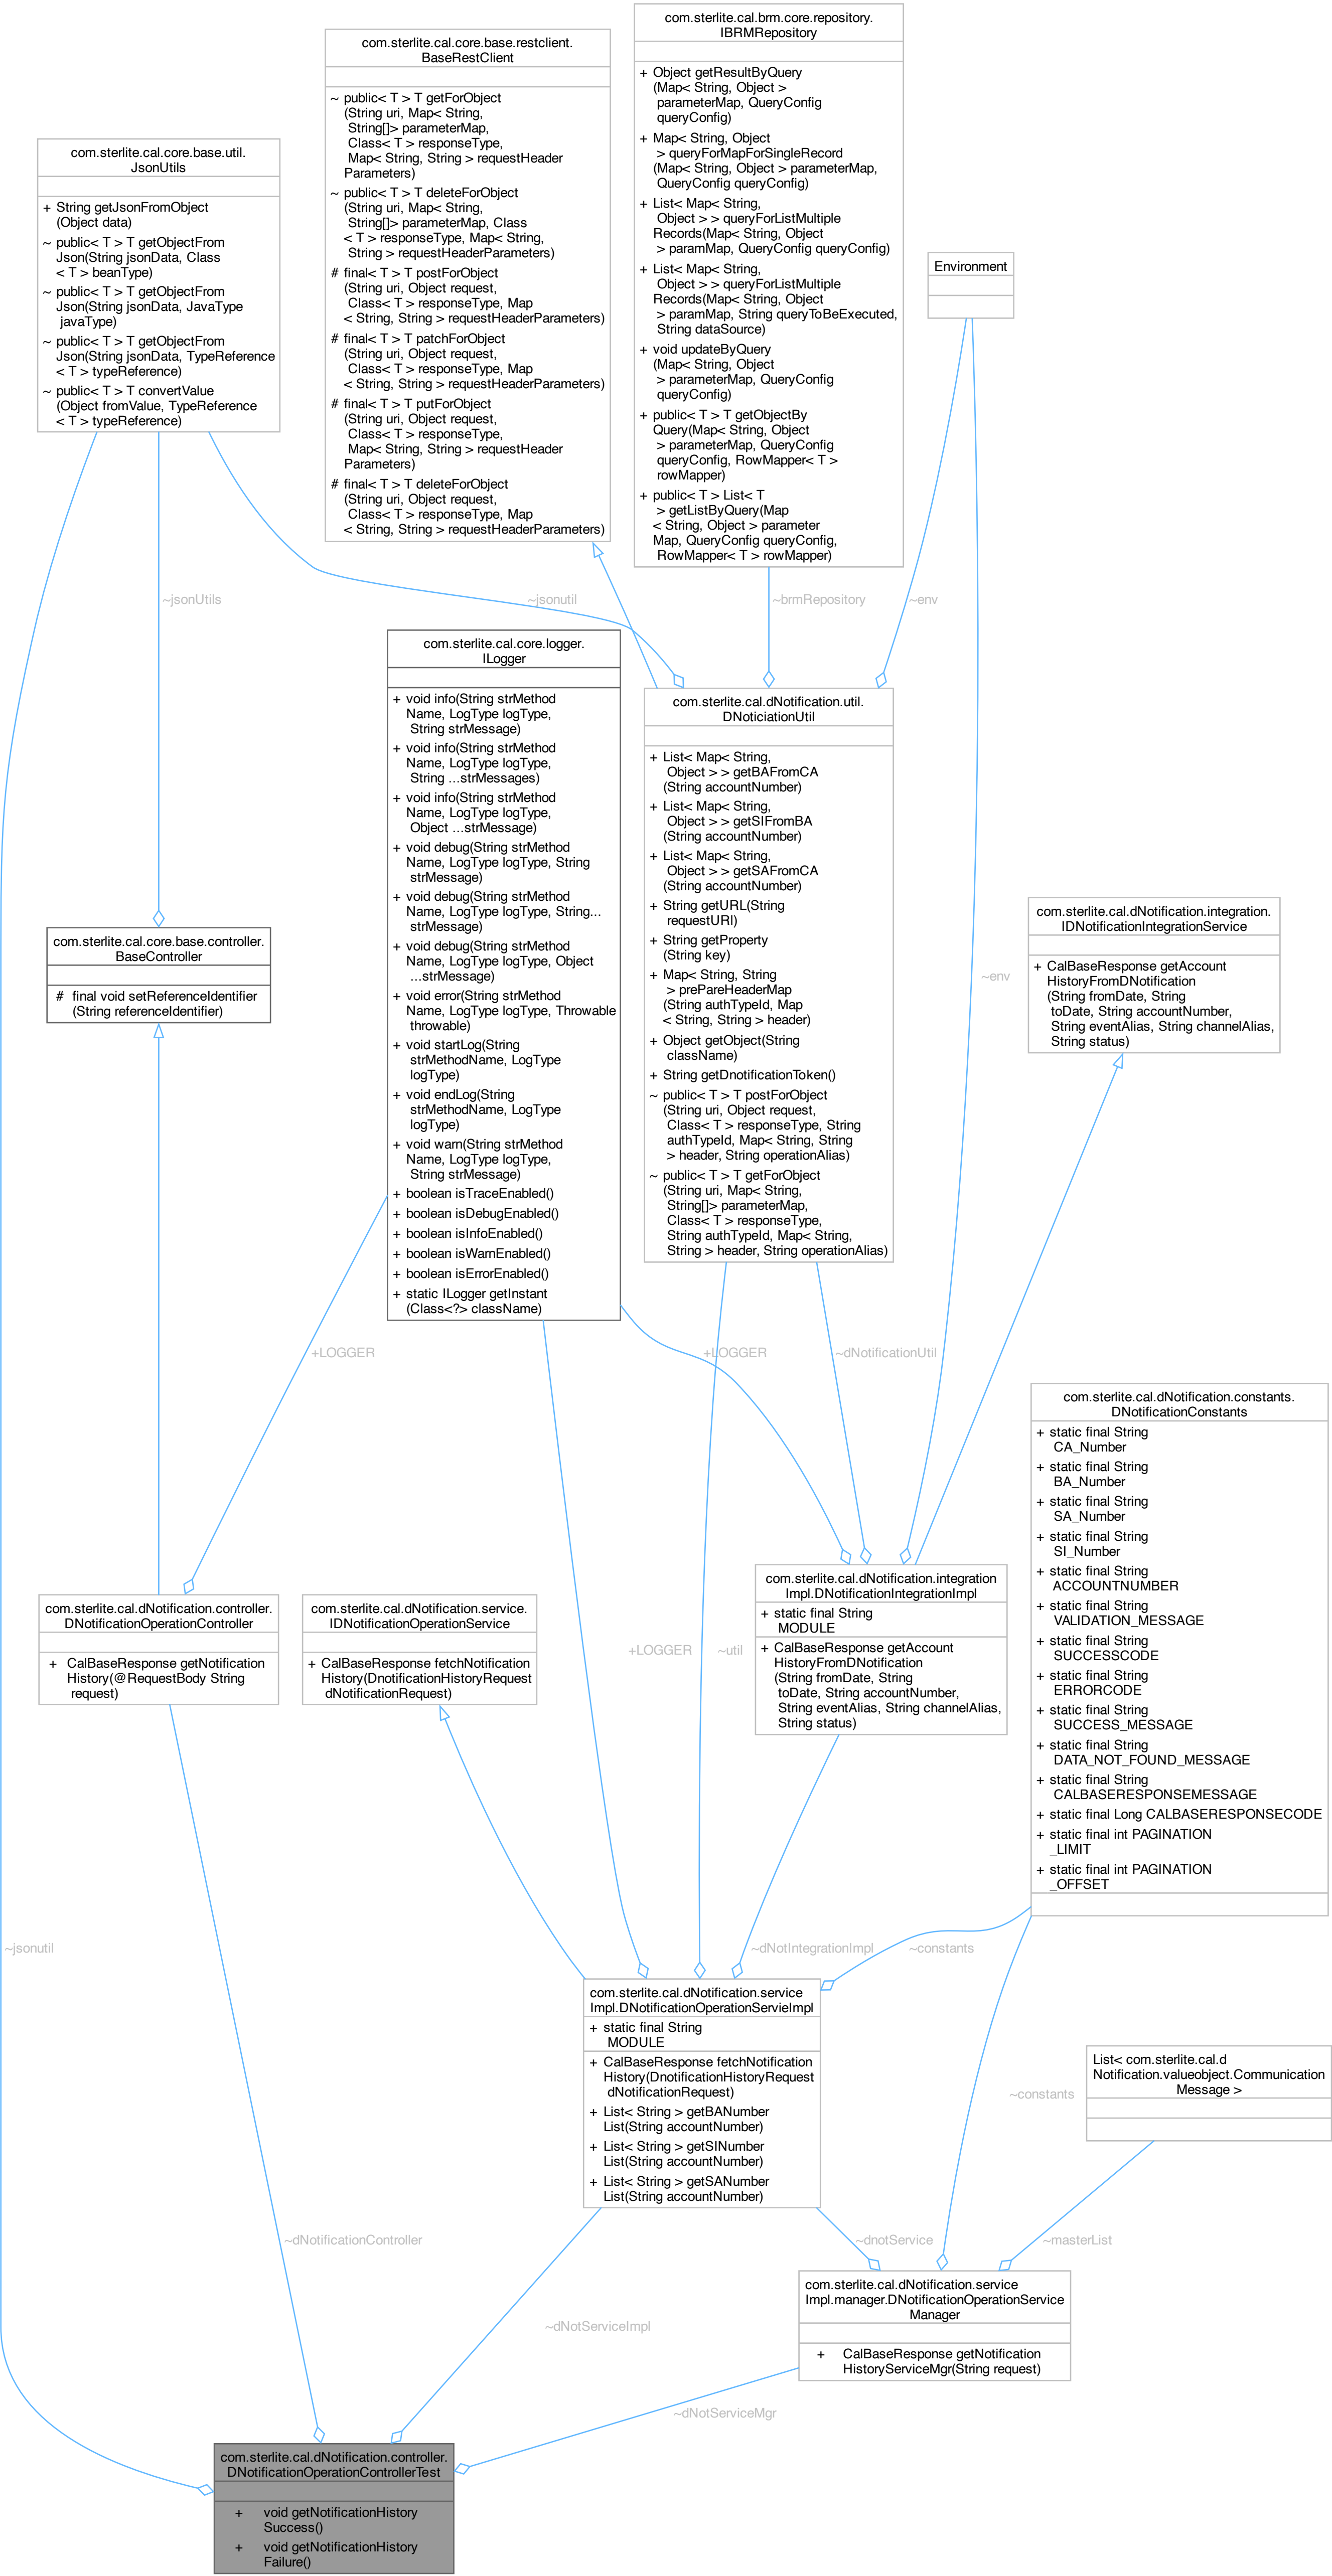 com.sterlite.cal.brm.core.repository.
IBRMRepository
+ Object getResultByQuery
(Map< String, Object >
parameterMap, QueryConfig
queryConfig)
+ Map< String, Object
> queryForMapForSingleRecord
(Map< String, Object > parameterMap,
QueryConfig queryConfig)
+ List< Map< String,
Object > > queryForListMultiple
Records(Map< String, Object
> paramMap, QueryConfig queryConfig)
+ List< Map< String,
Object > > queryForListMultiple
Records(Map< String, Object
> paramMap, String queryToBeExecuted,
String dataSource)
+ void updateByQuery
(Map< String, Object
> parameterMap, QueryConfig
queryConfig)
+ public< T > T getObjectBy
Query(Map< String, Object
> parameterMap, QueryConfig
queryConfig, RowMapper< T >
rowMapper)
+ public< T > List< T
> getListByQuery(Map
< String, Object > parameter
Map, QueryConfig queryConfig,
RowMapper< T > rowMapper)
com.sterlite.cal.core.base.restclient.
BaseRestClient
~ public< T > T getForObject
(String uri, Map< String,
String[]> parameterMap,
Class< T > responseType,
Map< String, String > requestHeader
Parameters)
~ public< T > T deleteForObject
(String uri, Map< String,
String[]> parameterMap, Class
< T > responseType, Map< String,
String > requestHeaderParameters)
# final< T > T postForObject
(String uri, Object request,
Class< T > responseType, Map
< String, String > requestHeaderParameters)
# final< T > T patchForObject
(String uri, Object request,
Class< T > responseType, Map
< String, String > requestHeaderParameters)
# final< T > T putForObject
(String uri, Object request,
Class< T > responseType,
Map< String, String > requestHeader
Parameters)
# final< T > T deleteForObject
(String uri, Object request,
Class< T > responseType, Map
< String, String > requestHeaderParameters)
com.sterlite.cal.core.base.util.
JsonUtils
+ String getJsonFromObject
(Object data)
~ public< T > T getObjectFrom
Json(String jsonData, Class
< T > beanType)
~ public< T > T getObjectFrom
Json(String jsonData, JavaType
javaType)
~ public< T > T getObjectFrom
Json(String jsonData, TypeReference
< T > typeReference)
~ public< T > T convertValue
(Object fromValue, TypeReference
< T > typeReference)
Environment
~jsonUtils
~jsonutil
~brmRepository
~env
com.sterlite.cal.core.logger.
ILogger
+ void info(String strMethod
Name, LogType logType,
String strMessage)
+ void info(String strMethod
Name, LogType logType,
String ...strMessages)
+ void info(String strMethod
Name, LogType logType,
Object ...strMessage)
+ void debug(String strMethod
Name, LogType logType, String
strMessage)
+ void debug(String strMethod
Name, LogType logType, String...
strMessage)
+ void debug(String strMethod
Name, LogType logType, Object
...strMessage)
+ void error(String strMethod
Name, LogType logType, Throwable
throwable)
+ void startLog(String
strMethodName, LogType
logType)
+ void endLog(String
strMethodName, LogType
logType)
+ void warn(String strMethod
Name, LogType logType,
String strMessage)
+ boolean isTraceEnabled()
+ boolean isDebugEnabled()
+ boolean isInfoEnabled()
+ boolean isWarnEnabled()
+ boolean isErrorEnabled()
+ static ILogger getInstant
(Class<?> className)
com.sterlite.cal.dNotification.util.
DNoticiationUtil
+ List< Map< String,
Object > > getBAFromCA
(String accountNumber)
+ List< Map< String,
Object > > getSIFromBA
(String accountNumber)
+ List< Map< String,
Object > > getSAFromCA
(String accountNumber)
+ String getURL(String
requestURl)
+ String getProperty
(String key)
+ Map< String, String
> prePareHeaderMap
(String authTypeId, Map
< String, String > header)
+ Object getObject(String
className)
+ String getDnotificationToken()
~ public< T > T postForObject
(String uri, Object request,
Class< T > responseType, String
authTypeId, Map< String, String
> header, String operationAlias)
~ public< T > T getForObject
(String uri, Map< String,
String[]> parameterMap,
Class< T > responseType,
String authTypeId, Map< String,
String > header, String operationAlias)
com.sterlite.cal.core.base.controller.
BaseController
# final void setReferenceIdentifier
(String referenceIdentifier)
com.sterlite.cal.dNotification.integration.
IDNotificationIntegrationService
+ CalBaseResponse getAccount
HistoryFromDNotification
(String fromDate, String
toDate, String accountNumber,
String eventAlias, String channelAlias,
String status)
~env
+LOGGER
+LOGGER
~dNotificationUtil
com.sterlite.cal.dNotification.constants.
DNotificationConstants
+ static final String
CA_Number
+ static final String
BA_Number
+ static final String
SA_Number
+ static final String
SI_Number
+ static final String
ACCOUNTNUMBER
+ static final String
VALIDATION_MESSAGE
+ static final String
SUCCESSCODE
+ static final String
ERRORCODE
+ static final String
SUCCESS_MESSAGE
+ static final String
DATA_NOT_FOUND_MESSAGE
+ static final String
CALBASERESPONSEMESSAGE
+ static final Long CALBASERESPONSECODE
+ static final int PAGINATION
_LIMIT
+ static final int PAGINATION
_OFFSET
com.sterlite.cal.dNotification.controller.
DNotificationOperationController
+ CalBaseResponse getNotification
History(@RequestBody String
request)
com.sterlite.cal.dNotification.service.
IDNotificationOperationService
+ CalBaseResponse fetchNotification
History(DnotificationHistoryRequest
dNotificationRequest)
+LOGGER
~util
com.sterlite.cal.dNotification.integration
Impl.DNotificationIntegrationImpl
+ static final String
MODULE
+ CalBaseResponse getAccount
HistoryFromDNotification
(String fromDate, String
toDate, String accountNumber,
String eventAlias, String channelAlias,
String status)
~jsonutil
~dNotIntegrationImpl
~constants
com.sterlite.cal.dNotification.service
Impl.DNotificationOperationServieImpl
+ static final String
MODULE
+ CalBaseResponse fetchNotification
History(DnotificationHistoryRequest
dNotificationRequest)
+ List< String > getBANumber
List(String accountNumber)
+ List< String > getSINumber
List(String accountNumber)
+ List< String > getSANumber
List(String accountNumber)
~constants
List< com.sterlite.cal.d
Notification.valueobject.Communication
Message >
~dNotificationController
~dnotService
~masterList
com.sterlite.cal.dNotification.service
Impl.manager.DNotificationOperationService
Manager
+ CalBaseResponse getNotification
HistoryServiceMgr(String request)
~dNotServiceImpl
~dNotServiceMgr
com.sterlite.cal.dNotification.controller.
DNotificationOperationControllerTest
+ void getNotificationHistory
Success()
+ void getNotificationHistory
Failure()